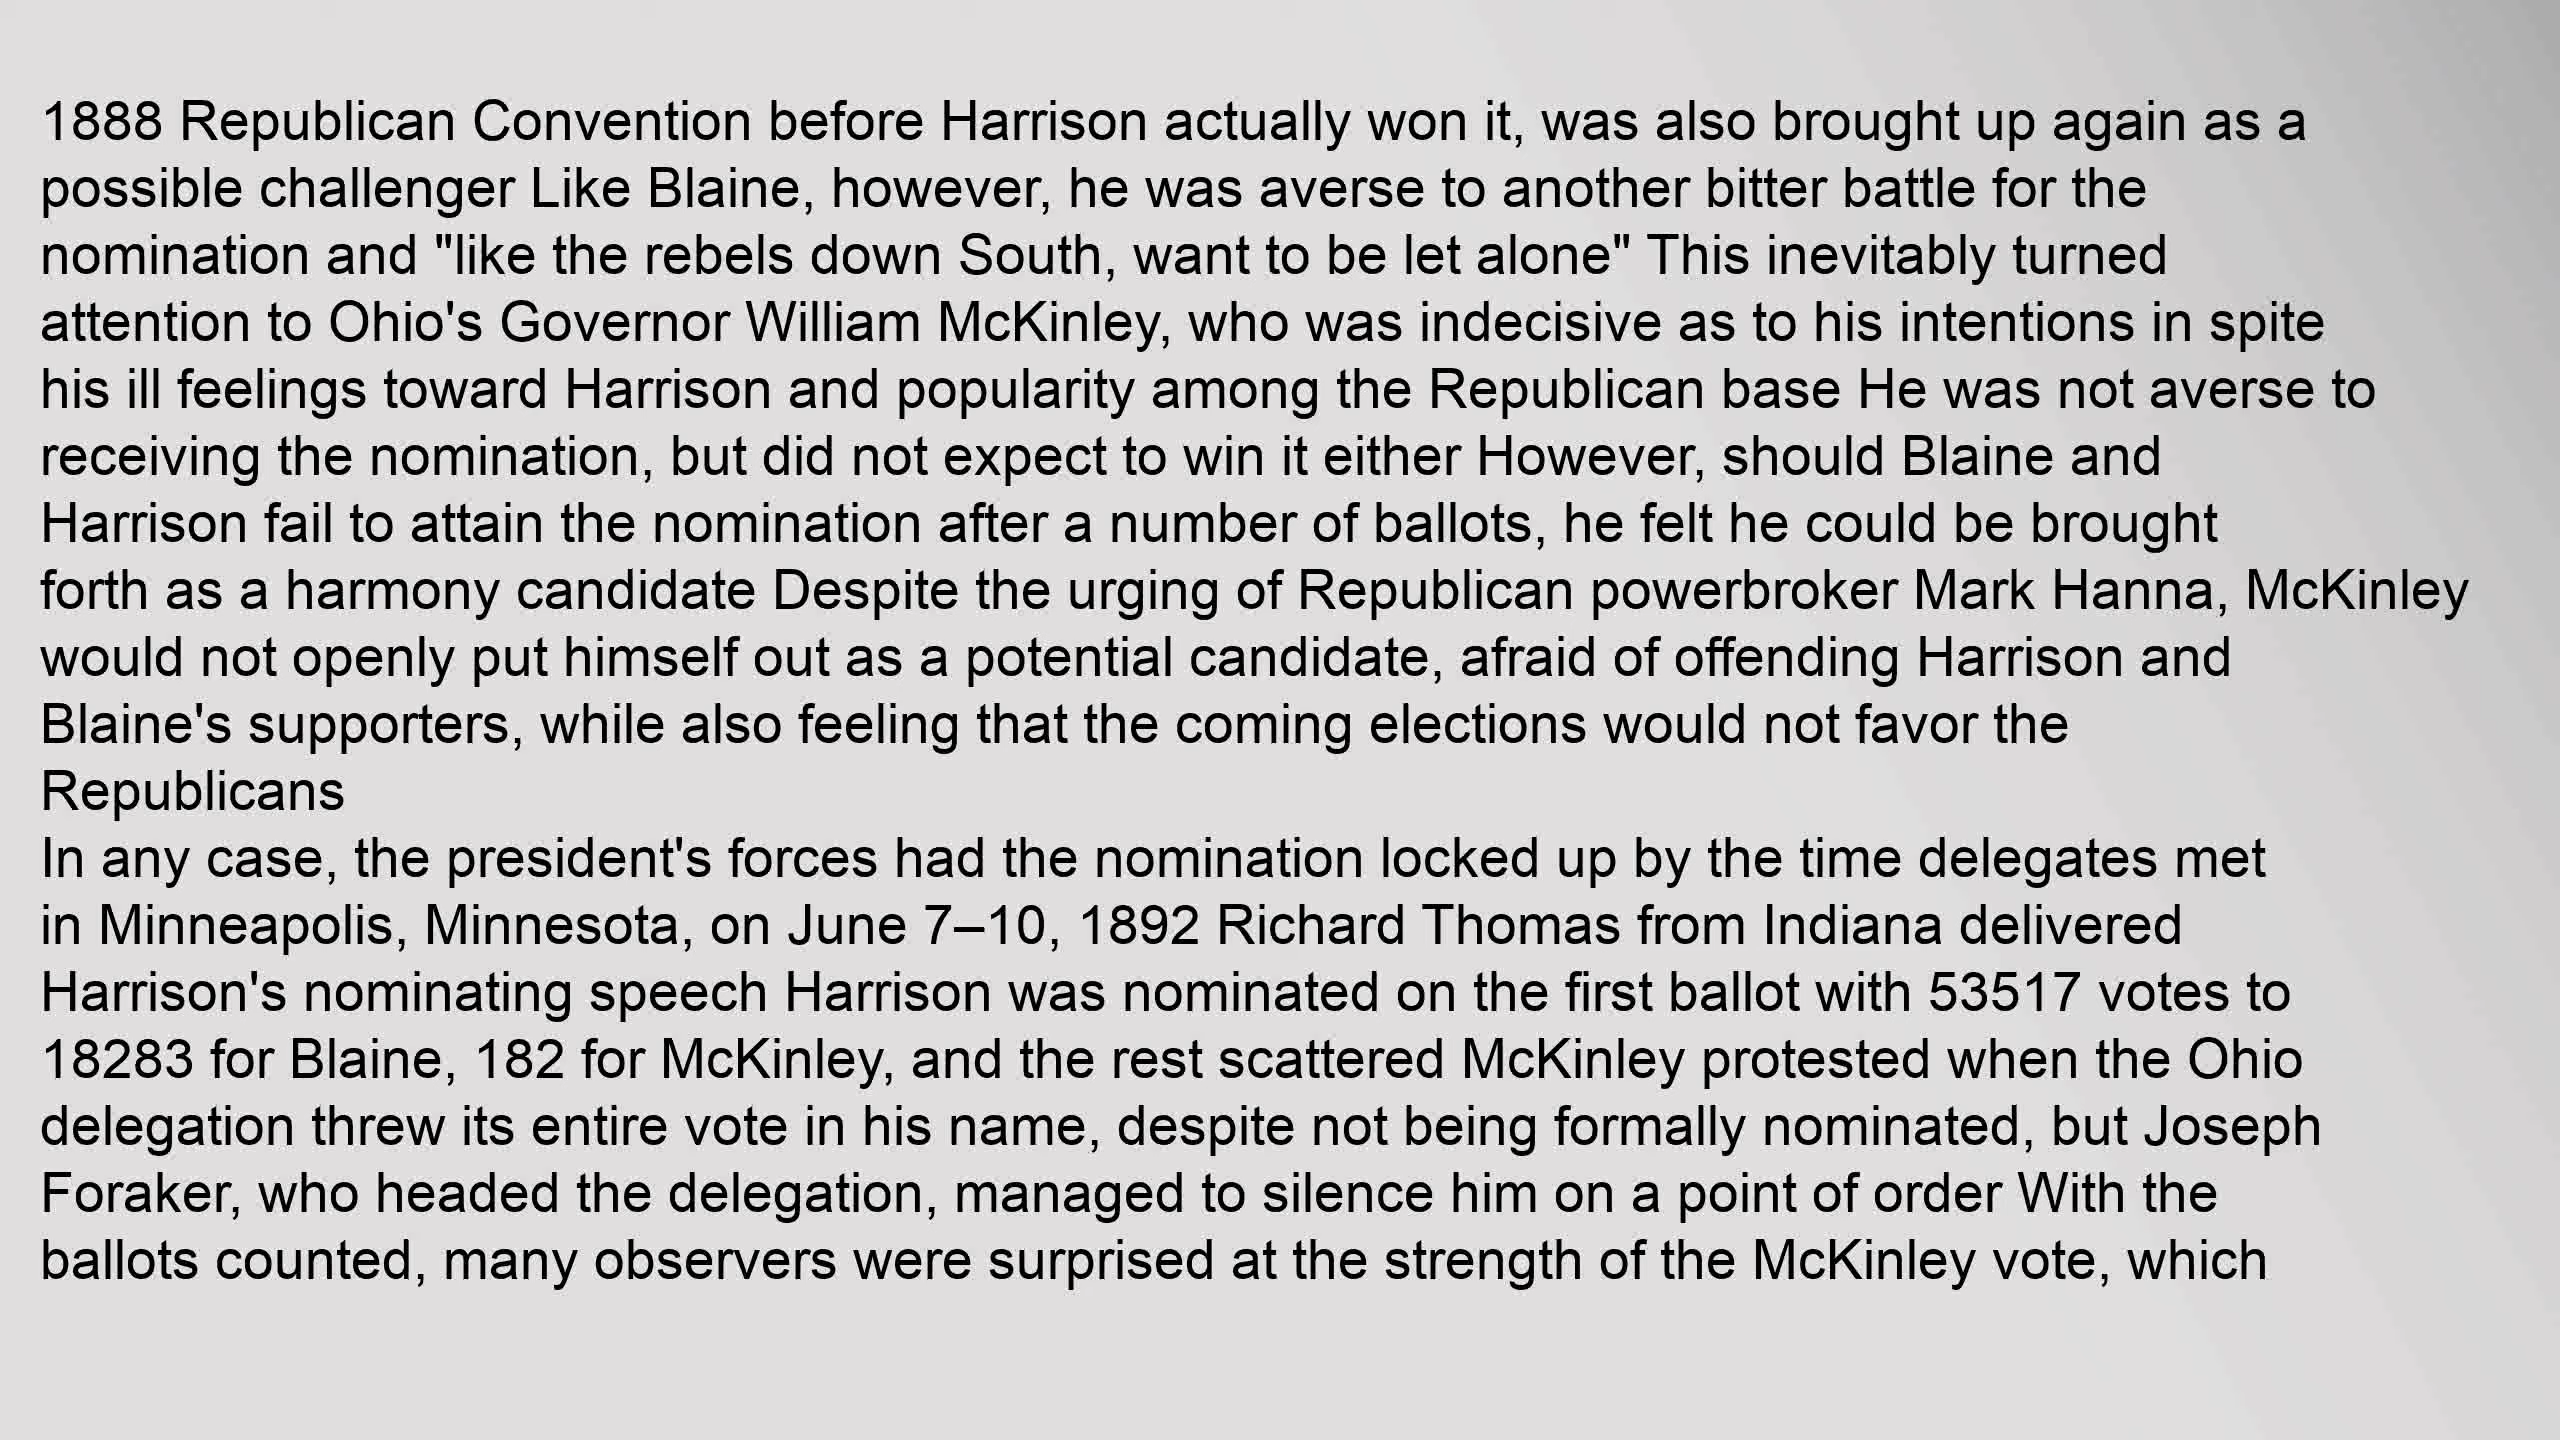 1888 Republican Convention before Harrison actually won it, was also brought up again as a
possible challenger Like Blaine, however, he was averse to another bitter battle for the
nomination and "like the rebels down South, want to be let alone" This inevitably turned
attention to Ohio's Governor William McKinley, who was indecisive as to his intentions in spite
his ill feelings toward Harrison and popularity among the Republican base He was not averse to
receiving the nomination, but did not expect to win it either However, should Blaine and
Harrison fail to attain the nomination after a number of ballots, he felt he could be brought
forth as a harmony candidate Despite the urging of Republican powerbroker Mark Hanna, McKinley
would not openly put himself out as a potential candidate, afraid of offending Harrison and
Blaine's supporters, while also feeling that the coming elections would not favor the
Republicans
In any case, the president's forces had the nomination locked up by the time delegates met
in Minneapolis, Minnesota, on June 7–10, 1892 Richard Thomas from Indiana delivered
Harrison's nominating speech Harrison was nominated on the first ballot with 53517 votes to
18283 for Blaine, 182 for McKinley, and the rest scattered McKinley protested when the Ohio
delegation threw its entire vote in his name, despite not being formally nominated, but Joseph
Foraker, who headed the delegation, managed to silence him on a point of order With the
ballots counted, many observers were surprised at the strength of the McKinley vote, which